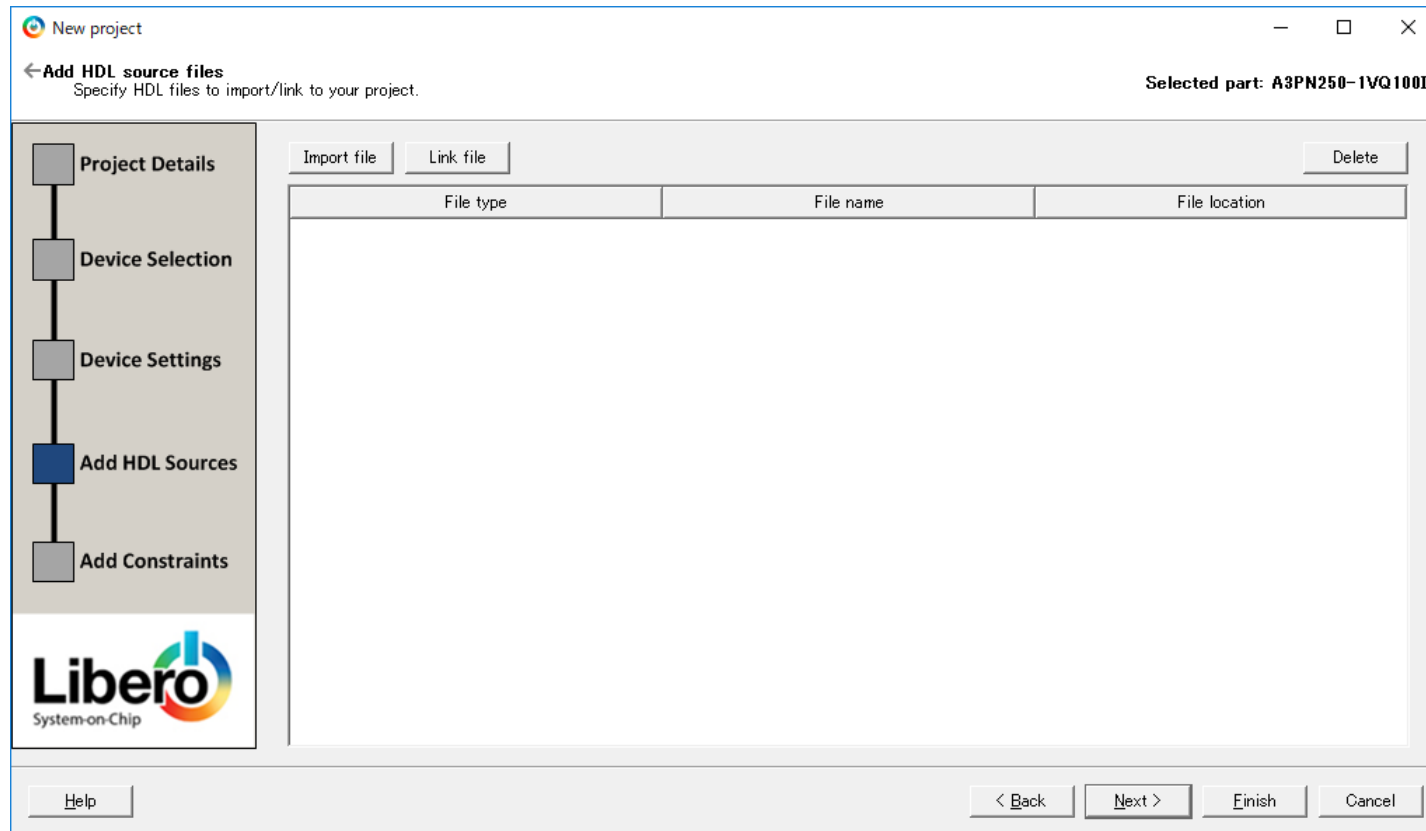 New project
Add HDL source files
Specify HDL files to import/link to your project.
Selected part: A3PN250-1VQ100I
Project Details
Device Selection
Device Settings
Add HDL Sources
Add Constraints
Libero
System-on-Chip
Import file Link file Delete
File type File name File location
Help < Back Next > Finish Cancel